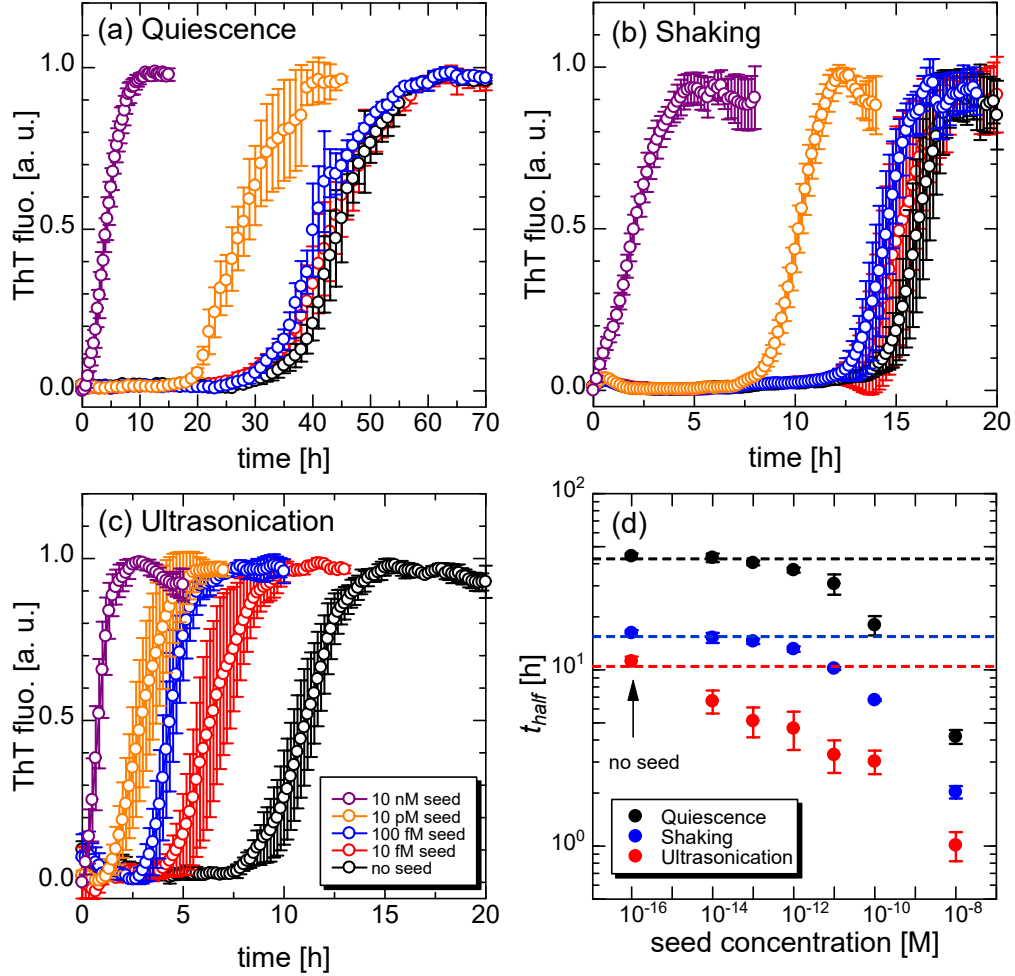 (a) Quiescence
ThT fluo. [a. u.]
1.0
0.5
0.0
0 10 20 30 40 50 60 70
time [h]
(b) Shaking
ThT fluo. [a. u.]
1.0
0.5
0.0
0 5 10 15 20
time [h]
(c) Ultrasonication
ThT fluo. [a. u.]
1.0
0.5
0.0
0 5 10 15 20
time [h]
10 nM seed
10 pM seed
100 fM seed
10 fM seed
no seed
(d)
t_half [h]
10²
10¹
10⁰
no seed
Quiescence
Shaking
Ultrasonication
10⁻¹⁶ 10⁻¹⁴ 10⁻¹² 10⁻¹⁰ 10⁻⁸
seed concentration [M]